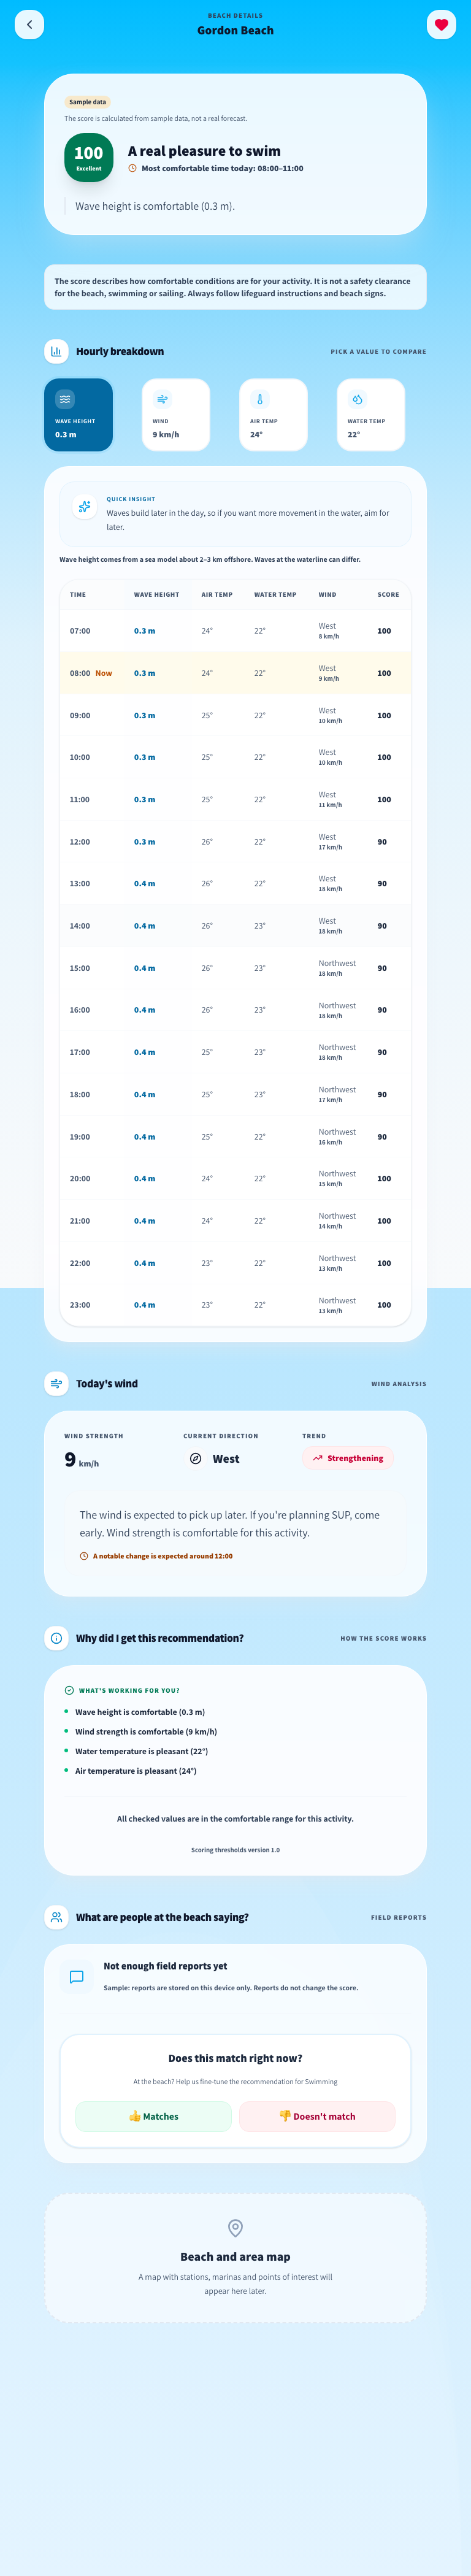 BEACH DETAILS
Gordon Beach
Sample data
The score is calculated from sample data, not a real forecast.
100
Excellent
A real pleasure to swim
Most comfortable time today: 08:00–11:00
Wave height is comfortable (0.3 m).
The score describes how comfortable conditions are for your activity. It is not a safety clearance
for the beach, swimming or sailing. Always follow lifeguard instructions and beach signs.
Hourly breakdown
PICK A VALUE TO COMPARE
WAVE HEIGHT
0.3 m
WIND
9 km/h
AIR TEMP
24°
WATER TEMP
22°
QUICK INSIGHT
Waves build later in the day, so if you want more movement in the water, aim for
later.
Wave height comes from a sea model about 2–3 km offshore. Waves at the waterline can differ.
TIME WAVE HEIGHT AIR TEMP WATER TEMP WIND SCORE
07:00 0.3 m 24° 22° West 8 km/h 100
08:00 Now 0.3 m 24° 22° West 9 km/h 100
09:00 0.3 m 25° 22° West 10 km/h 100
10:00 0.3 m 25° 22° West 10 km/h 100
11:00 0.3 m 25° 22° West 11 km/h 100
12:00 0.3 m 26° 22° West 17 km/h 90
13:00 0.4 m 26° 22° West 18 km/h 90
14:00 0.4 m 26° 23° West 18 km/h 90
15:00 0.4 m 26° 23° Northwest 18 km/h 90
16:00 0.4 m 26° 23° Northwest 18 km/h 90
17:00 0.4 m 25° 23° Northwest 18 km/h 90
18:00 0.4 m 25° 23° Northwest 17 km/h 90
19:00 0.4 m 25° 22° Northwest 16 km/h 90
20:00 0.4 m 24° 22° Northwest 15 km/h 100
21:00 0.4 m 24° 22° Northwest 14 km/h 100
22:00 0.4 m 23° 22° Northwest 13 km/h 100
23:00 0.4 m 23° 22° Northwest 13 km/h 100
Today's wind
WIND ANALYSIS
WIND STRENGTH
9 km/h
CURRENT DIRECTION
West
TREND
Strengthening
The wind is expected to pick up later. If you're planning SUP, come
early. Wind strength is comfortable for this activity.
A notable change is expected around 12:00
Why did I get this recommendation?
HOW THE SCORE WORKS
WHAT'S WORKING FOR YOU?
Wave height is comfortable (0.3 m)
Wind strength is comfortable (9 km/h)
Water temperature is pleasant (22°)
Air temperature is pleasant (24°)
All checked values are in the comfortable range for this activity.
Scoring thresholds version 1.0
What are people at the beach saying?
FIELD REPORTS
Not enough field reports yet
Sample: reports are stored on this device only. Reports do not change the score.
Does this match right now?
At the beach? Help us fine-tune the recommendation for Swimming
👍 Matches
👎 Doesn't match
Beach and area map
A map with stations, marinas and points of interest will
appear here later.